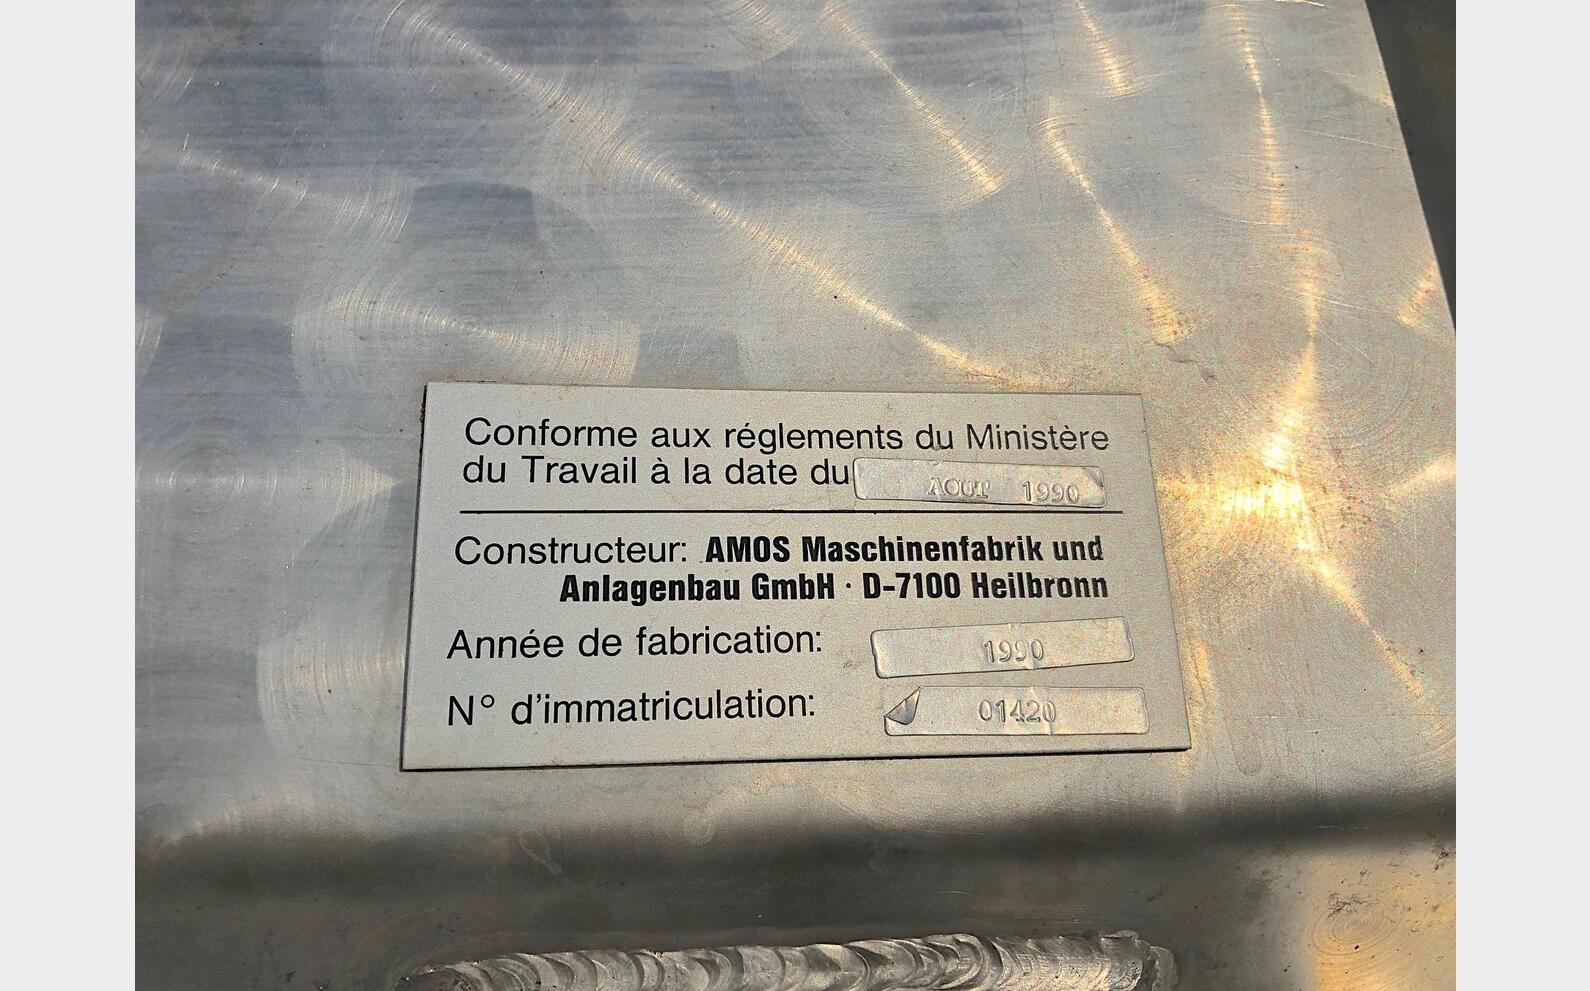 Conforme aux réglements du Ministère
du Travail à la date du AOUT 1990
Constructeur: AMOS Maschinenfabrik und
Anlagenbau GmbH · D-7100 Heilbronn
Année de fabrication: 1990
N° d'immatriculation: 01420